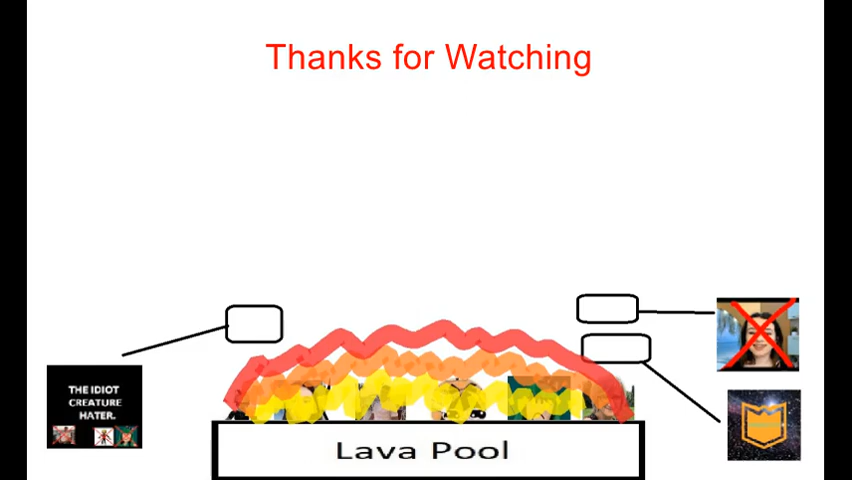 Thanks for Watching
THE IDIOT
CREATURE
HATER.
Lava Pool